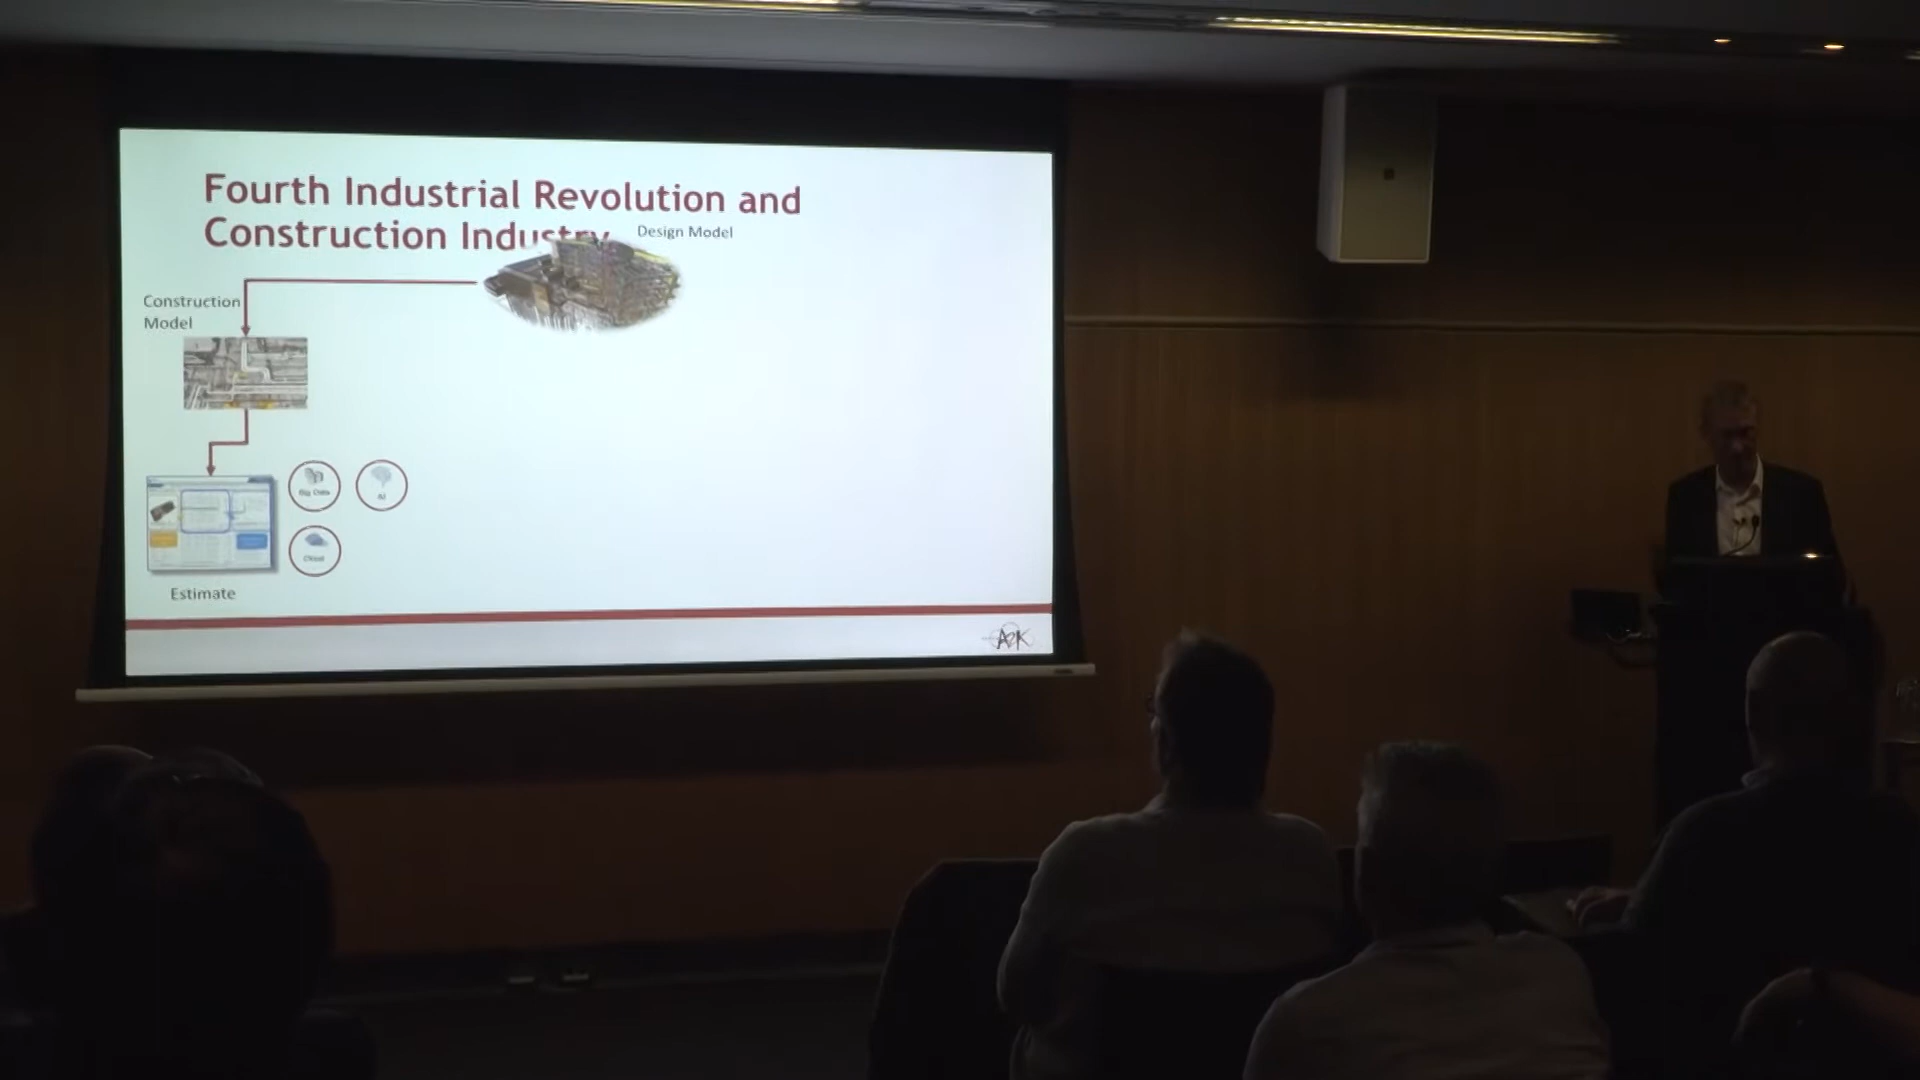 Fourth Industrial Revolution and
Construction Industry
Design Model
Construction
Model
Big Data
AI
Cloud
Estimate
A2K